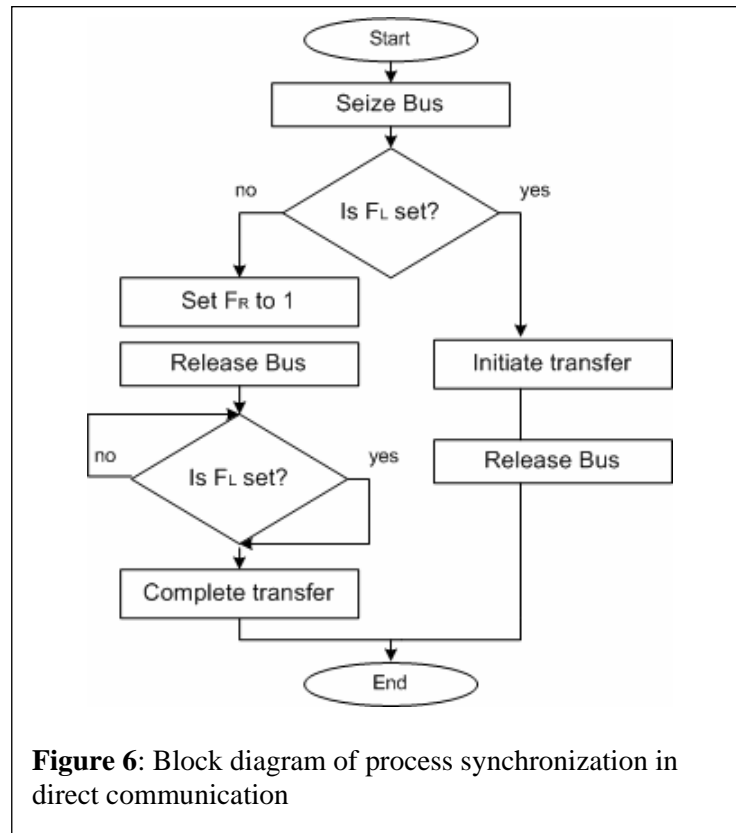 Start
Seize Bus
no
yes
Is FL set?
Set FR to 1
Release Bus
Initiate transfer
no
yes
Is FL set?
Release Bus
Complete transfer
End
Figure 6: Block diagram of process synchronization in
direct communication